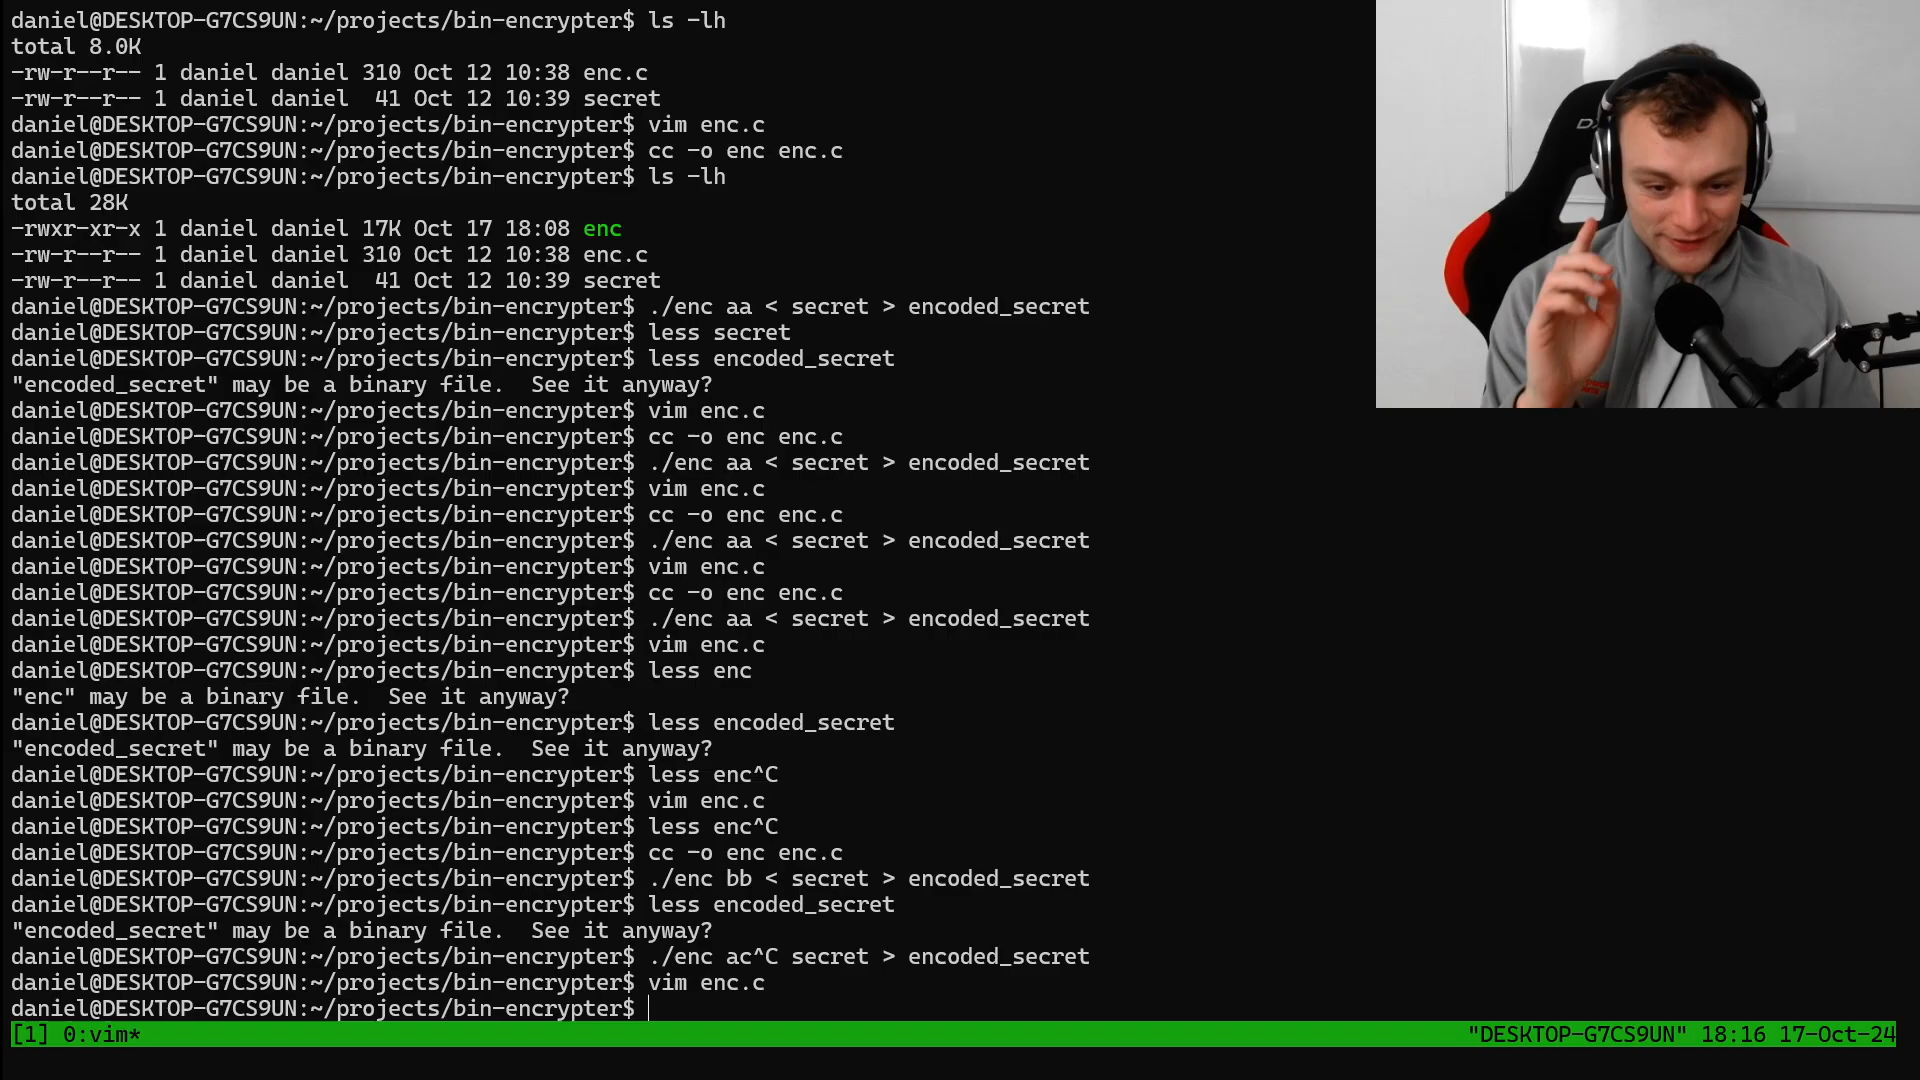 daniel@DESKTOP-G7CS9UN:~/projects/bin-encrypter$ ls -lh
total 8.0K
-rw-r--r-- 1 daniel daniel 310 Oct 12 10:38 enc.c
-rw-r--r-- 1 daniel daniel  41 Oct 12 10:39 secret
daniel@DESKTOP-G7CS9UN:~/projects/bin-encrypter$ vim enc.c
daniel@DESKTOP-G7CS9UN:~/projects/bin-encrypter$ cc -o enc enc.c
daniel@DESKTOP-G7CS9UN:~/projects/bin-encrypter$ ls -lh
total 28K
-rwxr-xr-x 1 daniel daniel 17K Oct 17 18:08 enc
-rw-r--r-- 1 daniel daniel 310 Oct 12 10:38 enc.c
-rw-r--r-- 1 daniel daniel  41 Oct 12 10:39 secret
daniel@DESKTOP-G7CS9UN:~/projects/bin-encrypter$ ./enc aa < secret > encoded_secret
daniel@DESKTOP-G7CS9UN:~/projects/bin-encrypter$ less secret
daniel@DESKTOP-G7CS9UN:~/projects/bin-encrypter$ less encoded_secret
"encoded_secret" may be a binary file.  See it anyway?
daniel@DESKTOP-G7CS9UN:~/projects/bin-encrypter$ vim enc.c
daniel@DESKTOP-G7CS9UN:~/projects/bin-encrypter$ cc -o enc enc.c
daniel@DESKTOP-G7CS9UN:~/projects/bin-encrypter$ ./enc aa < secret > encoded_secret
daniel@DESKTOP-G7CS9UN:~/projects/bin-encrypter$ vim enc.c
daniel@DESKTOP-G7CS9UN:~/projects/bin-encrypter$ cc -o enc enc.c
daniel@DESKTOP-G7CS9UN:~/projects/bin-encrypter$ ./enc aa < secret > encoded_secret
daniel@DESKTOP-G7CS9UN:~/projects/bin-encrypter$ vim enc.c
daniel@DESKTOP-G7CS9UN:~/projects/bin-encrypter$ cc -o enc enc.c
daniel@DESKTOP-G7CS9UN:~/projects/bin-encrypter$ ./enc aa < secret > encoded_secret
daniel@DESKTOP-G7CS9UN:~/projects/bin-encrypter$ vim enc.c
daniel@DESKTOP-G7CS9UN:~/projects/bin-encrypter$ less enc
"enc" may be a binary file.  See it anyway?
daniel@DESKTOP-G7CS9UN:~/projects/bin-encrypter$ less encoded_secret
"encoded_secret" may be a binary file.  See it anyway?
daniel@DESKTOP-G7CS9UN:~/projects/bin-encrypter$ less enc^C
daniel@DESKTOP-G7CS9UN:~/projects/bin-encrypter$ vim enc.c
daniel@DESKTOP-G7CS9UN:~/projects/bin-encrypter$ less enc^C
daniel@DESKTOP-G7CS9UN:~/projects/bin-encrypter$ cc -o enc enc.c
daniel@DESKTOP-G7CS9UN:~/projects/bin-encrypter$ ./enc bb < secret > encoded_secret
daniel@DESKTOP-G7CS9UN:~/projects/bin-encrypter$ less encoded_secret
"encoded_secret" may be a binary file.  See it anyway?
daniel@DESKTOP-G7CS9UN:~/projects/bin-encrypter$ ./enc ac^C secret > encoded_secret
daniel@DESKTOP-G7CS9UN:~/projects/bin-encrypter$ vim enc.c
daniel@DESKTOP-G7CS9UN:~/projects/bin-encrypter$
[1] 0:vim* "DESKTOP-G7CS9UN" 18:16 17-Oct-24